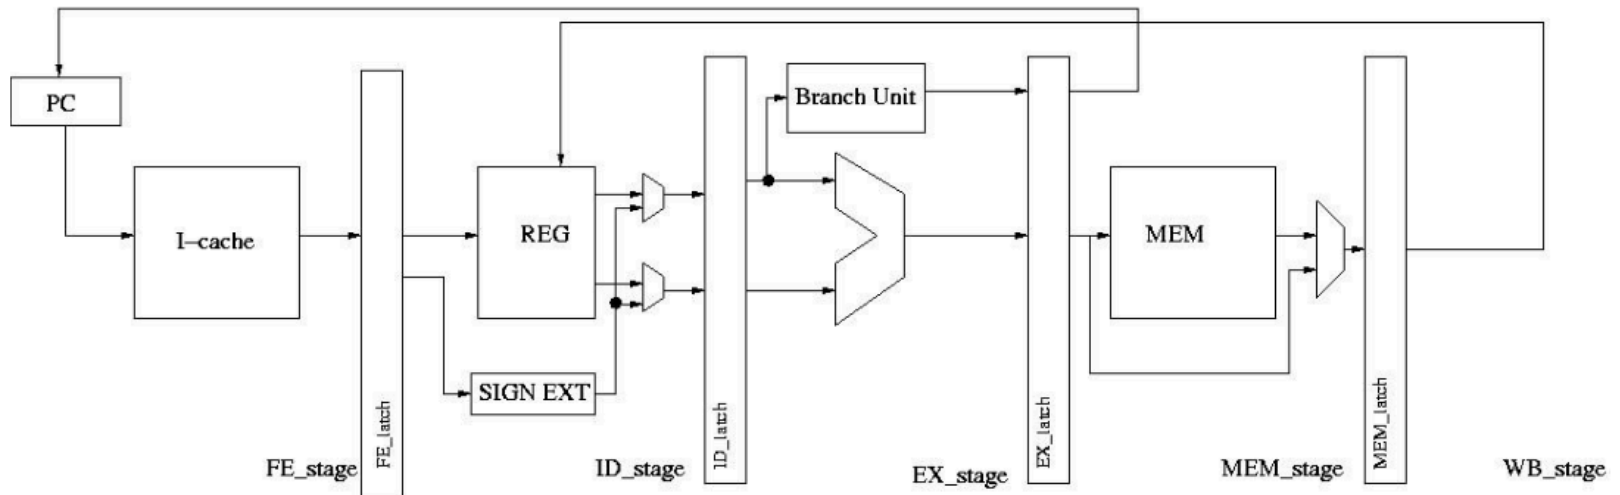 PC
I-cache
FE_latch
FE_stage
REG
SIGN EXT
ID_stage
ID_latch
Branch Unit
EX_stage
EX_latch
MEM
MEM_stage
MEM_latch
WB_stage